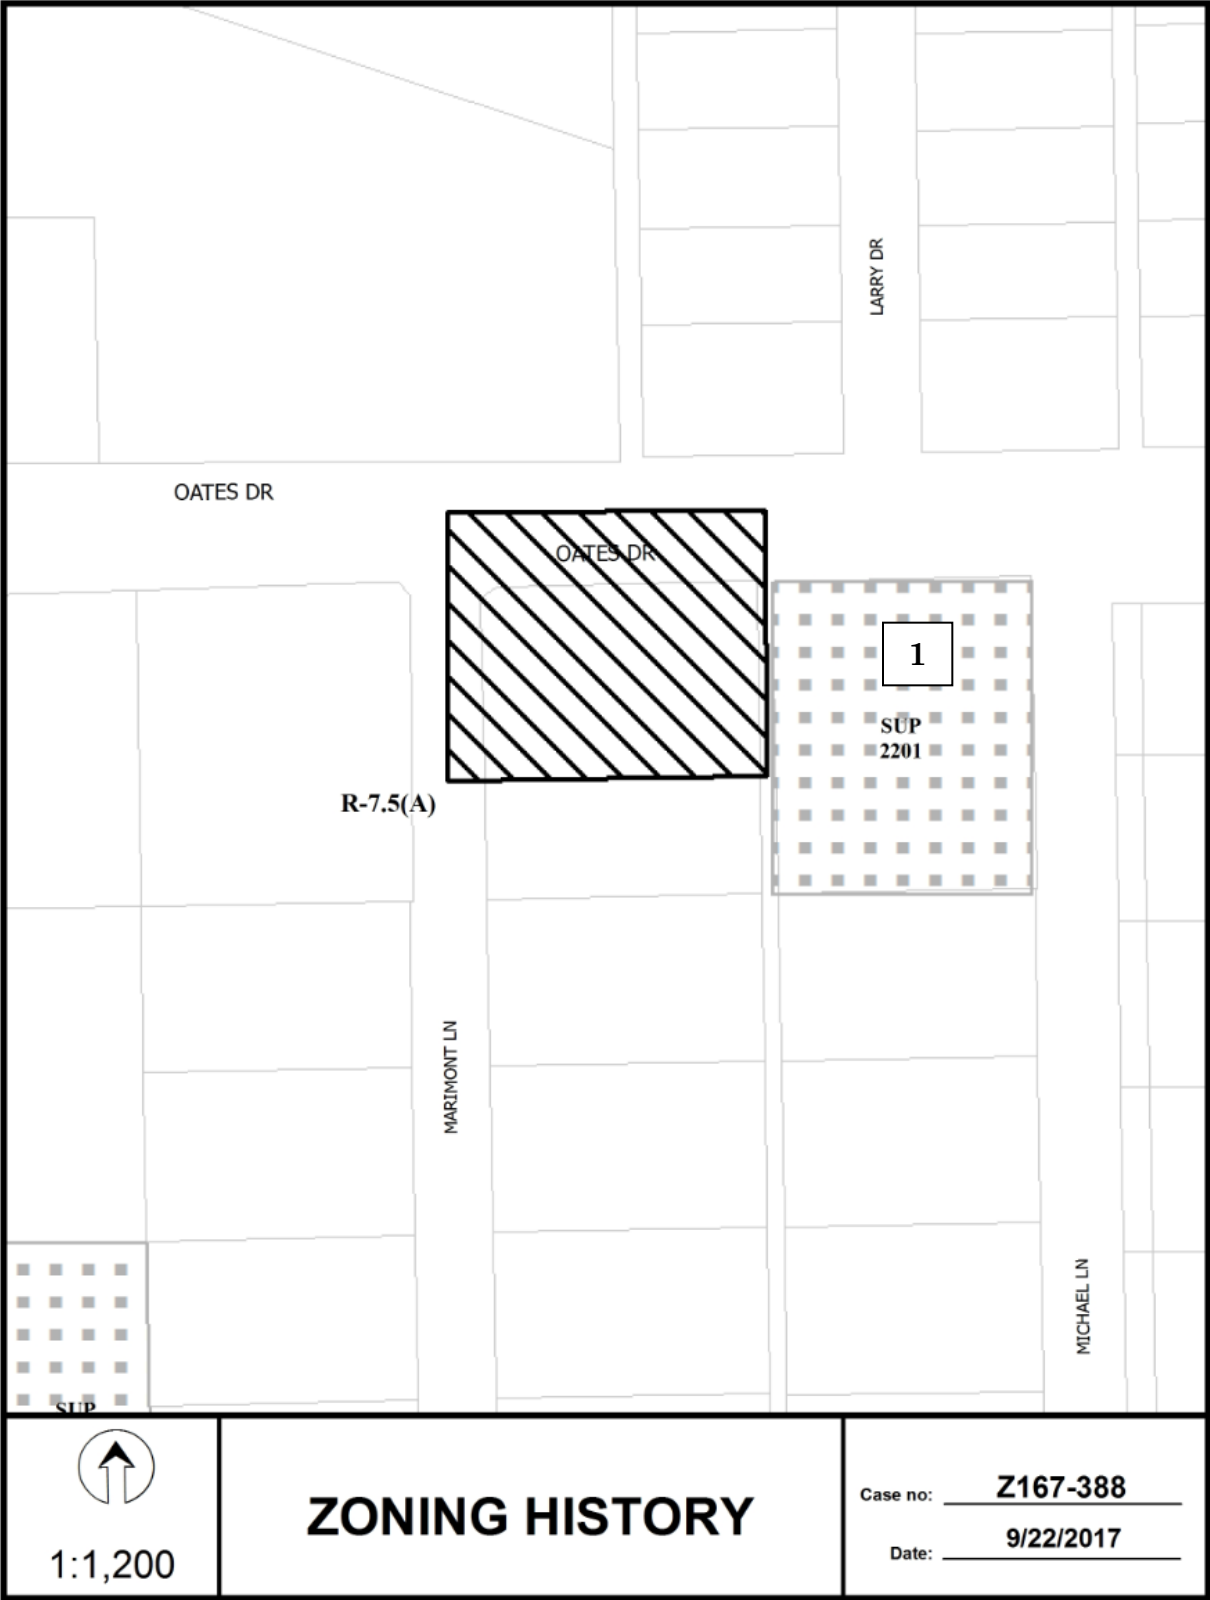 LARRY DR
OATES DR
OATES DR
1
SUP
2201
R-7.5(A)
MARIMONT LN
MICHAEL LN
SUP
1:1,200
ZONING HISTORY
Case no: Z167-388
Date: 9/22/2017